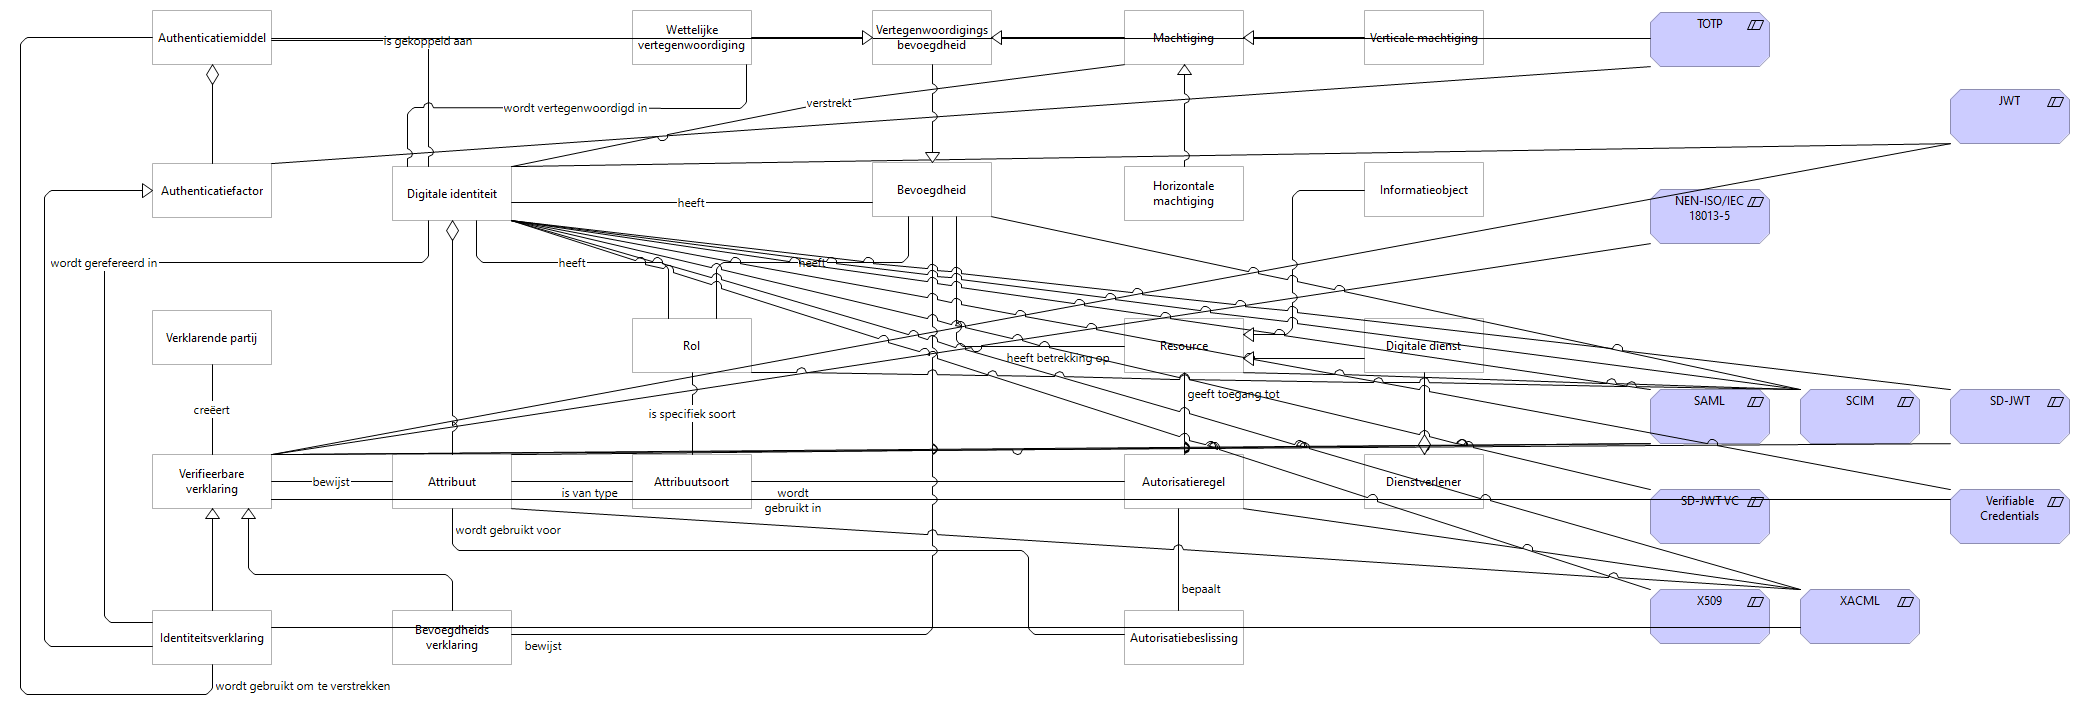 Authenticatiemiddel
is gekoppeld aan
Wettelijke
vertegenwoordiging
Vertegenwoordigings
bevoegdheid
Machtiging
Verticale machtiging
TOTP
wordt vertegenwoordigd in
verstrekt
JWT
Authenticatiefactor
Digitale identiteit
heeft
Bevoegdheid
Horizontale
machtiging
Informatieobject
NEN-ISO/IEC
18013-5
wordt gerefereerd in
heeft
heeft
Verklarende partij
Rol
Resource
Digitale dienst
heeft betrekking op
creëert
is specifiek soort
geeft toegang tot
SAML
SCIM
SD-JWT
Verifieerbare
verklaring
bewijst
Attribuut
is van type
Attribuutsoort
wordt
gebruikt in
Autorisatieregel
Dienstverlener
SD-JWT VC
Verifiable
Credentials
wordt gebruikt voor
bepaalt
X509
XACML
Identiteitsverklaring
Bevoegdheids
verklaring
bewijst
Autorisatiebeslissing
wordt gebruikt om te verstrekken